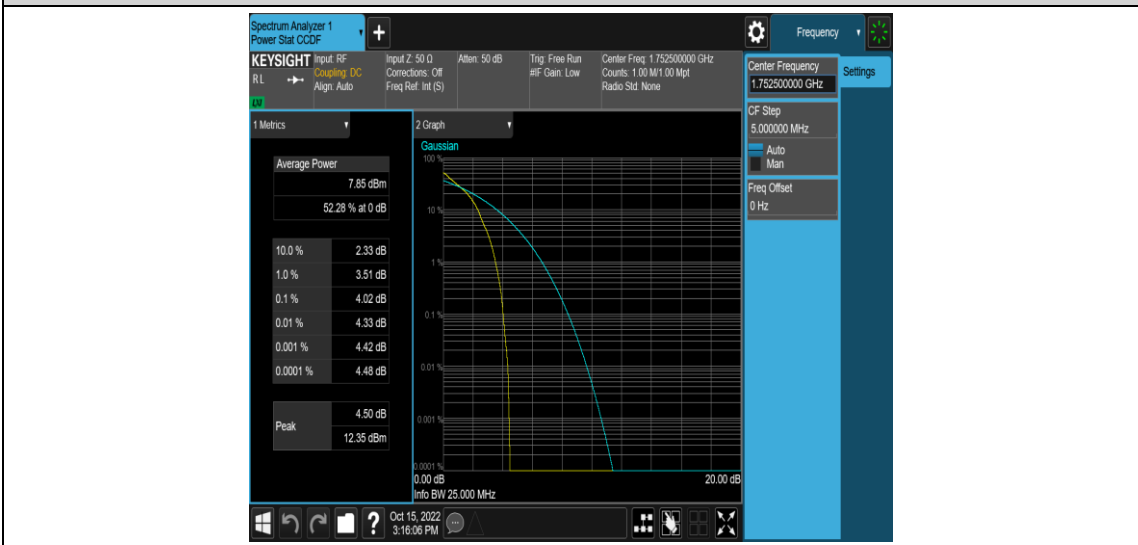 Spectrum Analyzer 1
Power Stat CCDF
+
Frequency
KEYSIGHT
RL
LNI
Input: RF
Coupling: DC
Align: Auto
Input Z: 50 Ω
Corrections: Off
Freq Ref: Int (S)
Atten: 50 dB
Trig: Free Run
#IF Gain: Low
Center Freq: 1.752500000 GHz
Counts: 1.00 M/1.00 Mpt
Radio Std: None
Center Frequency
1.752500000 GHz
Settings
CF Step
5.000000 MHz
Auto
Man
Freq Offset
0 Hz
1 Metrics
Average Power
7.85 dBm
52.28 % at 0 dB
10.0 % 2.33 dB
1.0 % 3.51 dB
0.1 % 4.02 dB
0.01 % 4.33 dB
0.001 % 4.42 dB
0.0001 % 4.48 dB
Peak
4.50 dB
12.35 dBm
2 Graph
Gaussian
100 %
10 %
1 %
0.1 %
0.01 %
0.001 %
0.0001 %
0.00 dB 20.00 dB
Info BW 25.000 MHz
?
Oct 15, 2022
3:16:06 PM